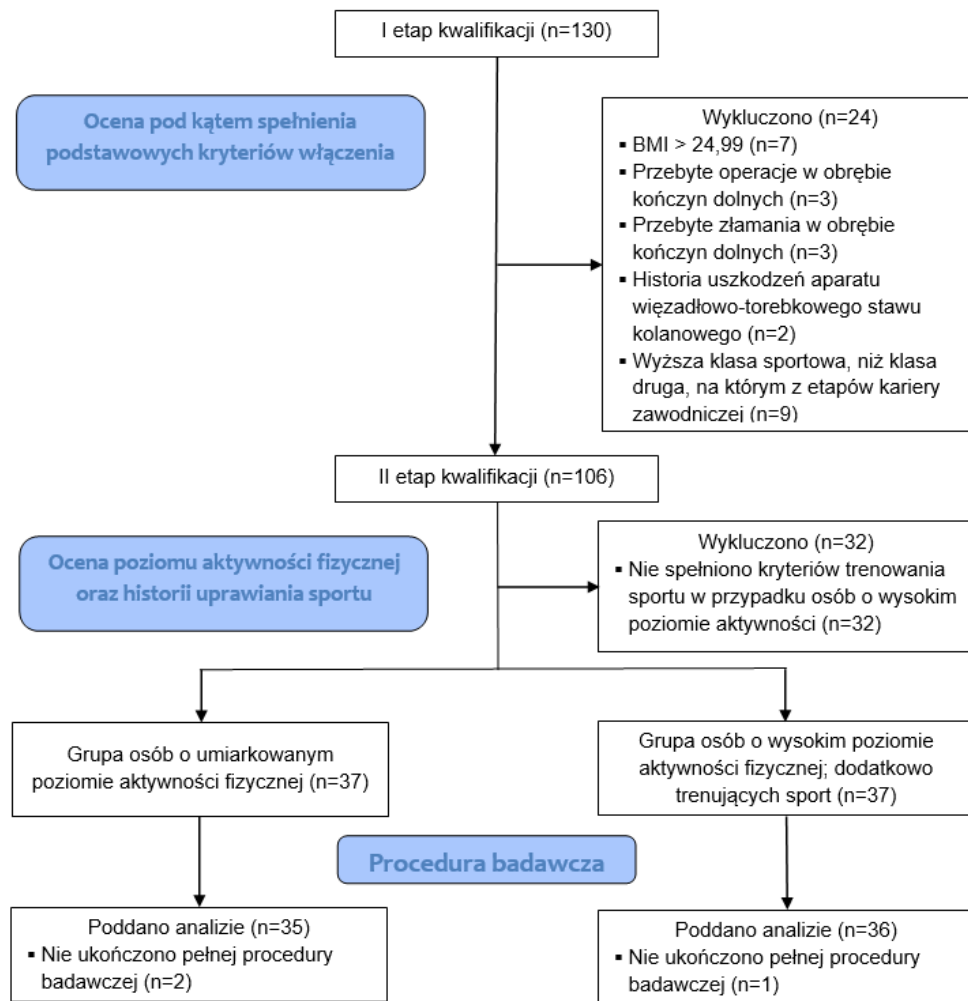 I etap kwalifikacji (n=130)
Ocena pod kątem spełnienia
podstawowych kryteriów włączenia
Wykluczono (n=24)
▪ BMI > 24,99 (n=7)
▪ Przebyte operacje w obrębie
kończyn dolnych (n=3)
▪ Przebyte złamania w obrębie
kończyn dolnych (n=3)
▪ Historia uszkodzeń aparatu
więzadłowo-torebkowego stawu
kolanowego (n=2)
▪ Wyższa klasa sportowa, niż klasa
druga, na którym z etapów kariery
zawodniczej (n=9)
II etap kwalifikacji (n=106)
Ocena poziomu aktywności fizycznej
oraz historii uprawiania sportu
Wykluczono (n=32)
▪ Nie spełniono kryteriów trenowania
sportu w przypadku osób o wysokim
poziomie aktywności (n=32)
Grupa osób o umiarkowanym
poziomie aktywności fizycznej (n=37)
Grupa osób o wysokim poziomie
aktywności fizycznej; dodatkowo
trenujących sport (n=37)
Procedura badawcza
Poddano analizie (n=35)
▪ Nie ukończono pełnej procedury
badawczej (n=2)
Poddano analizie (n=36)
▪ Nie ukończono pełnej procedury
badawczej (n=1)